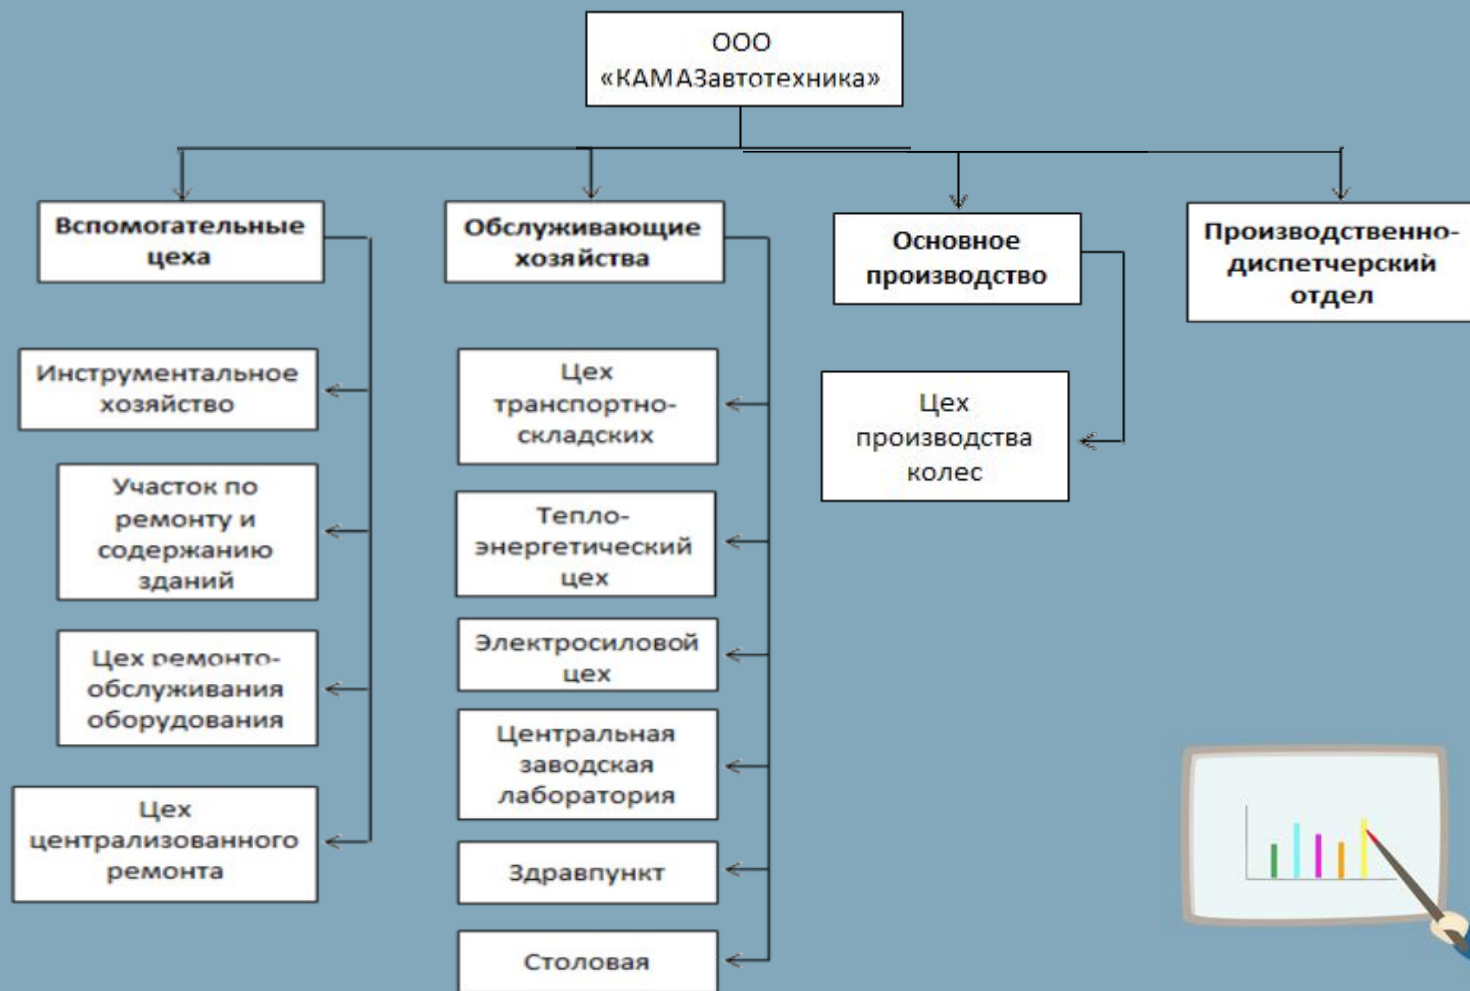 ООО
«КАМАЗавтотехника»
Вспомогательные
цеха
Инструментальное
хозяйство
Участок по
ремонту и
содержанию
зданий
Цех ремонто-
обслуживания
оборудования
Цех
централизованного
ремонта
Обслуживающие
хозяйства
Цех
транспортно-
складских
Тепло-
энергетический
цех
Электросиловой
цех
Центральная
заводская
лаборатория
Здравпункт
Столовая
Основное
производство
Цех
производства
колес
Производственно-
диспетчерский
отдел